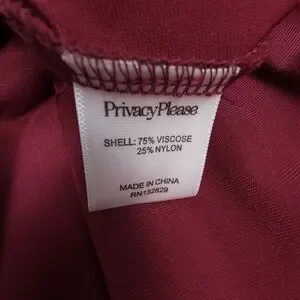 PrivacyPlease
SHELL: 75% VISCOSE
25% NYLON
MADE IN CHINA
RN132829